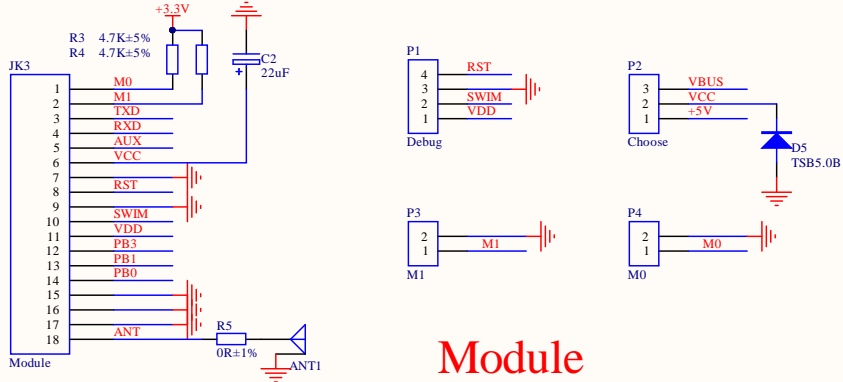 +3.3V
R3 4.7K±5%
R4 4.7K±5%
C2
22uF
JK3
1 M0
2 M1
3 TXD
4 RXD
5 AUX
6 VCC
7
8 RST
9
10 SWIM
11 VDD
12 PB3
13 PB1
14 PB0
15
16
17
18 ANT
Module
R5
0R±1%
ANT1
P1
4 RST
3
2 SWIM
1 VDD
Debug
P2
3 VBUS
2 VCC
1 +5V
Choose
D5
TSB5.0B
P3
2
1 M1
M1
P4
2
1 M0
M0
Module